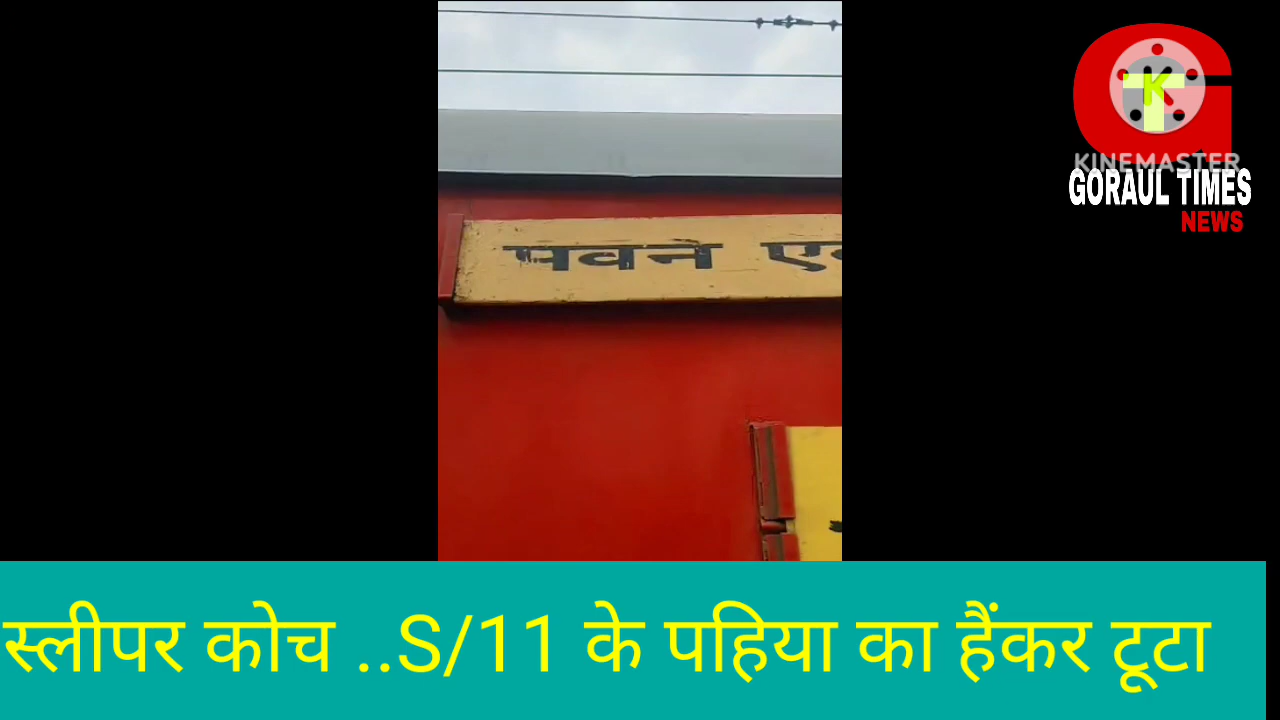 KINEMASTER
GORAUL TIMES
NEWS
पवन
स्लीपर कोच ..S/11 के पहिया का हैंकर टूटा